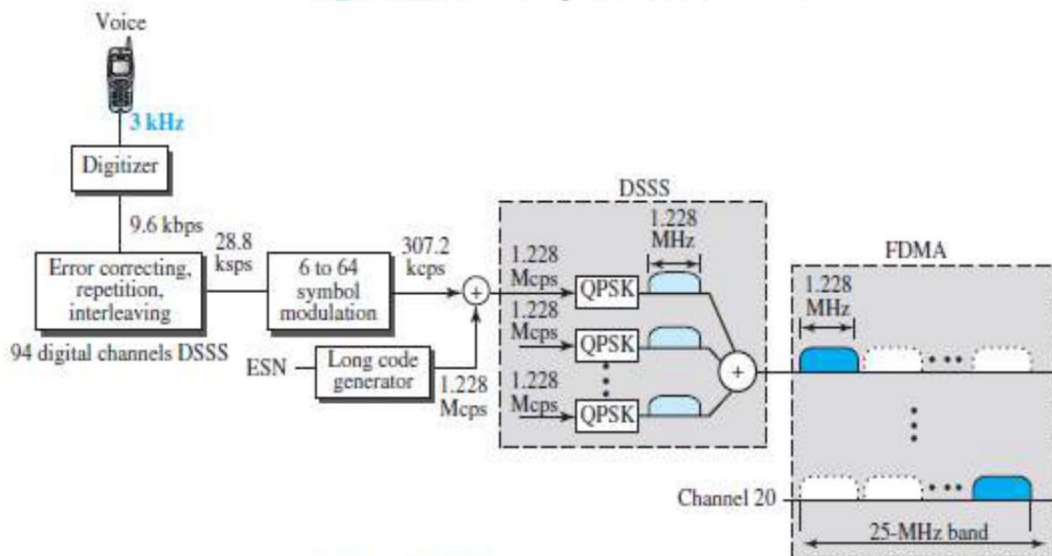 Voice
3 kHz
Digitizer
9.6 kbps
Error correcting,
repetition,
interleaving
94 digital channels DSSS
28.8
ksps
6 to 64
symbol
modulation
307.2
kcps
+
ESN
Long code
generator
1.228
Mcps
DSSS
1.228
Mcps
QPSK
1.228
MHz
1.228
Mcps
QPSK
1.228
Mcps
QPSK
+
FDMA
1.228
MHz
Channel 20
25-MHz band